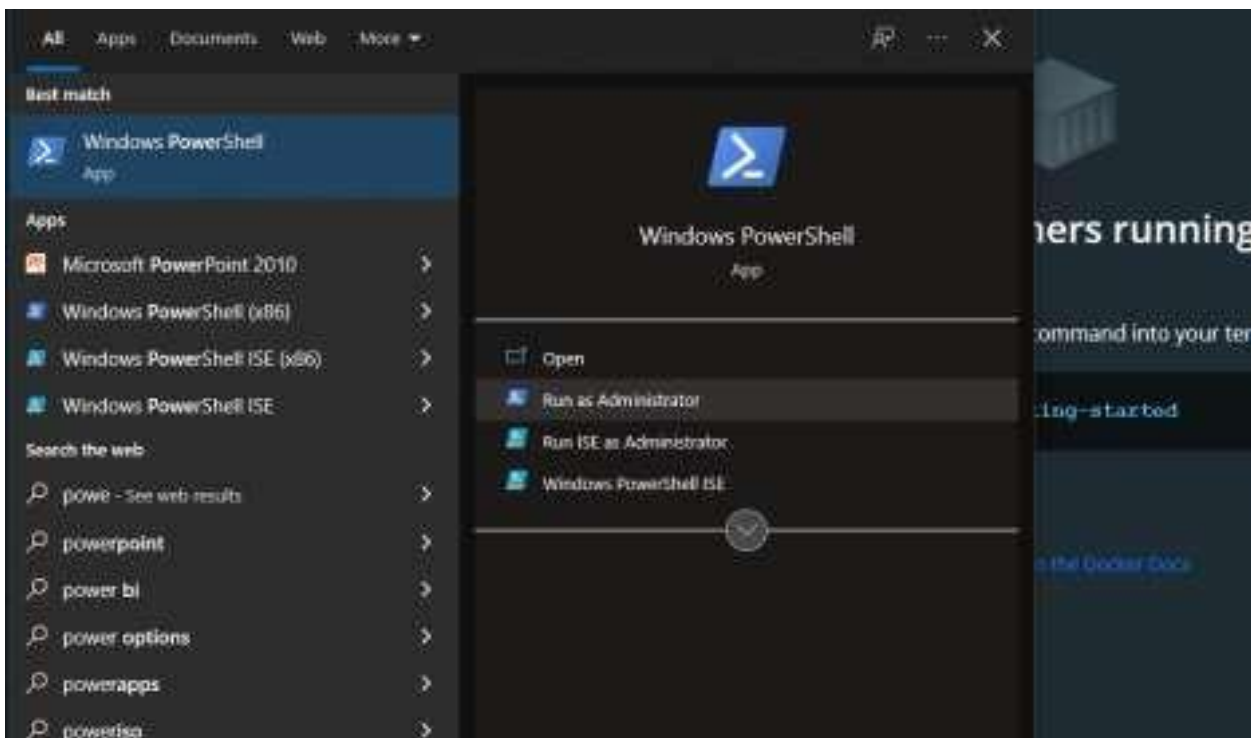 All Apps Documents Web More
Best match
Windows PowerShell
App
Apps
Microsoft PowerPoint 2010
Windows PowerShell (x86)
Windows PowerShell ISE (x86)
Windows PowerShell ISE
Search the web
powe - See web results
powerpoint
power bi
power options
powerapps
poweriso
Windows PowerShell
App
Open
Run as Administrator
Run ISE as Administrator
Windows PowerShell ISE
ners running
ommand into your ter
ing-started
n the Docker Docs